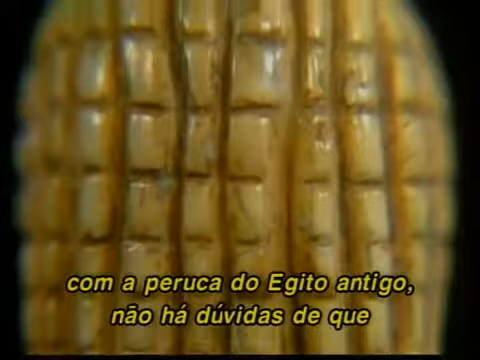 com a peruca do Egito antigo,
não há dúvidas de que